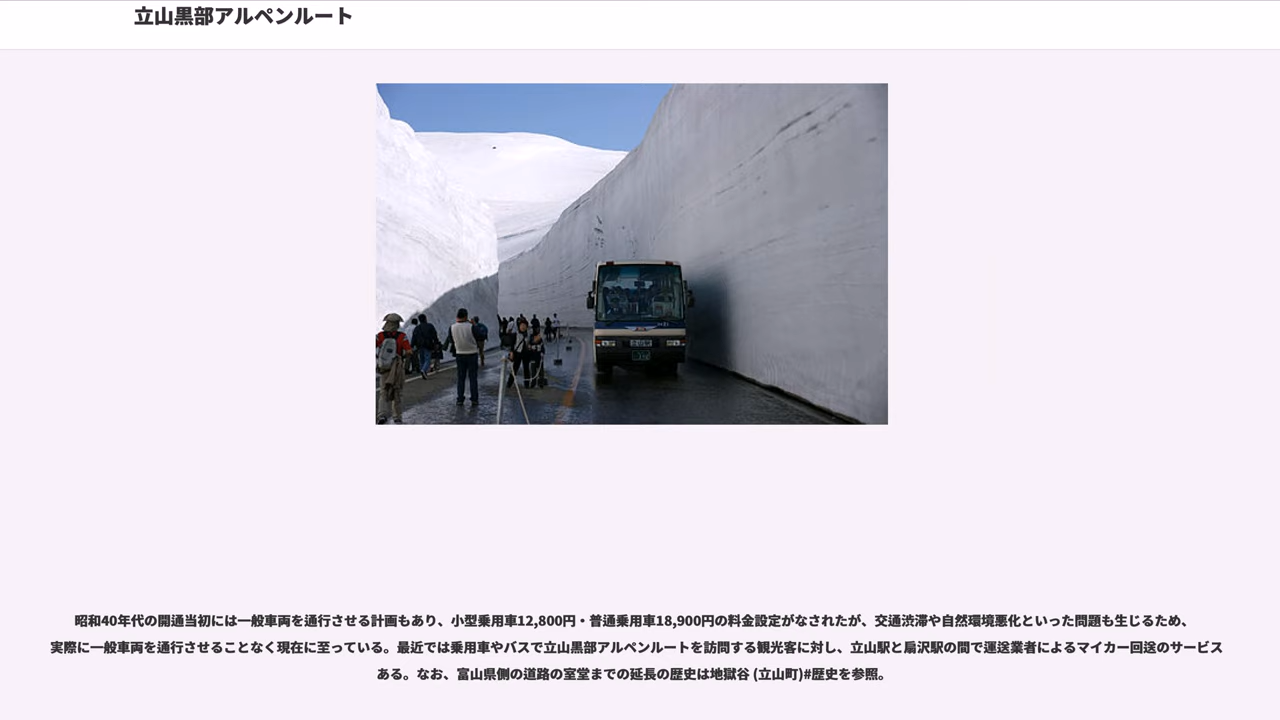 立山黒部アルペンルート
昭和40年代の開通当初には一般車両を通行させる計画もあり、小型乗用車12,800円・普通乗用車18,900円の料金設定がなされたが、交通渋滞や自然環境悪化といった問題も生じるため、
実際に一般車両を通行させることなく現在に至っている。最近では乗用車やバスで立山黒部アルペンルートを訪問する観光客に対し、立山駅と扇沢駅の間で運送業者によるマイカー回送のサービス
ある。なお、富山県側の道路の室堂までの延長の歴史は地獄谷 (立山町)#歴史を参照。